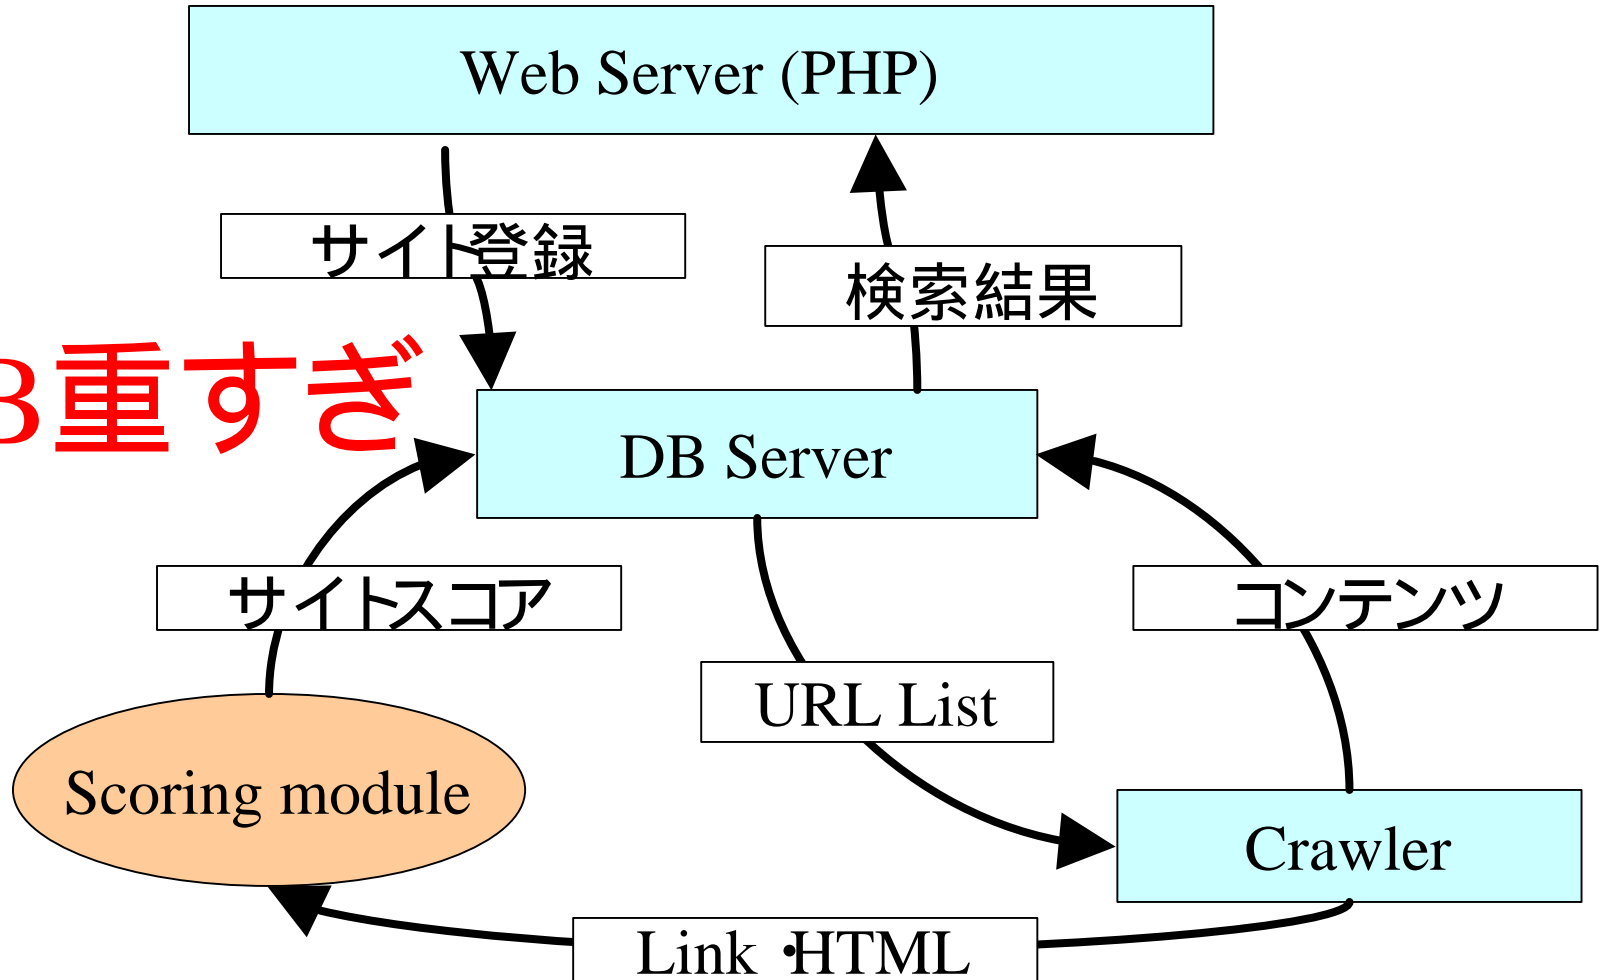 Web Server (PHP)
サイト登録
検索結果
3重すぎ
DB Server
サイトスコア
コンテンツ
URL List
Scoring module
Crawler
Link ・HTML